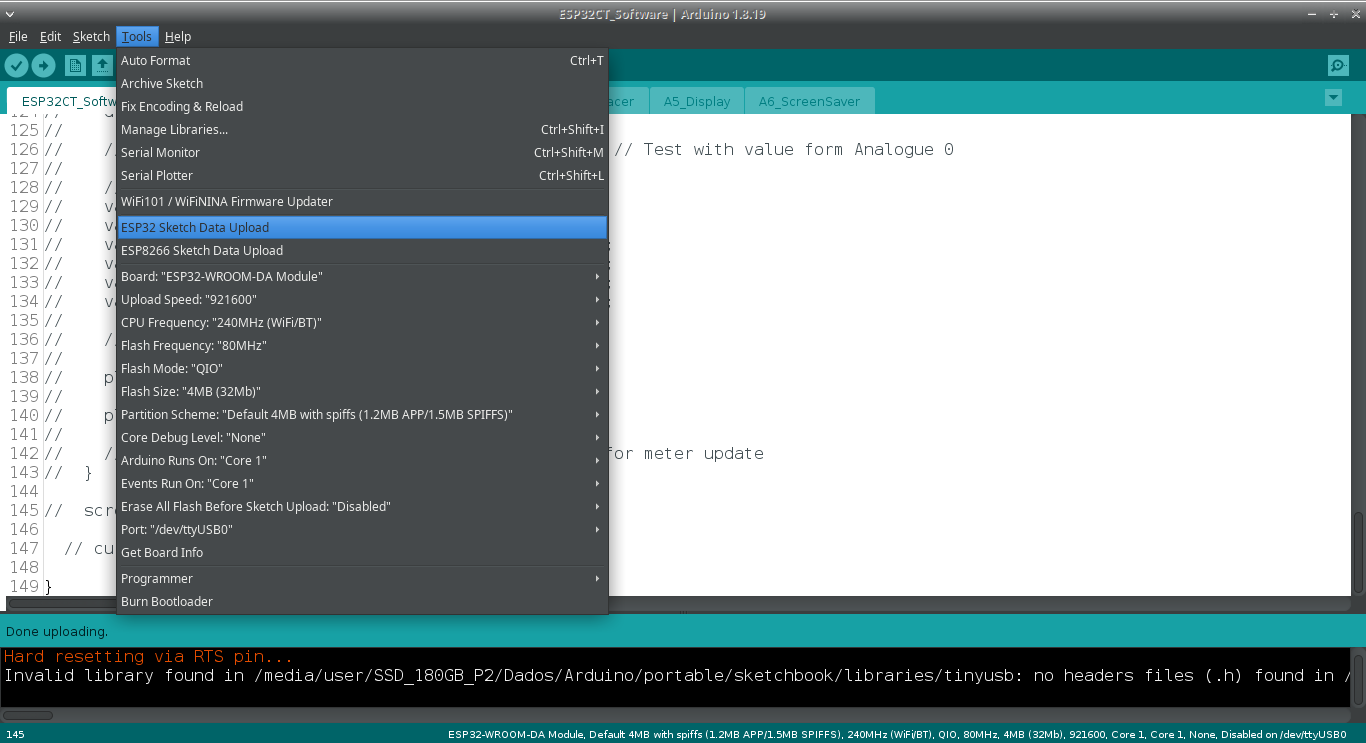 ESP32CT_Software | Arduino 1.8.19
File Edit Sketch Tools Help
Auto Format Ctrl+T
Archive Sketch
Fix Encoding & Reload
Manage Libraries... Ctrl+Shift+I
Serial Monitor Ctrl+Shift+M
Serial Plotter Ctrl+Shift+L
WiFi101 / WiFiNINA Firmware Updater
ESP32 Sketch Data Upload
ESP8266 Sketch Data Upload
Board: "ESP32-WROOM-DA Module"
Upload Speed: "921600"
CPU Frequency: "240MHz (WiFi/BT)"
Flash Frequency: "80MHz"
Flash Mode: "QIO"
Flash Size: "4MB (32Mb)"
Partition Scheme: "Default 4MB with spiffs (1.2MB APP/1.5MB SPIFFS)"
Core Debug Level: "None"
Arduino Runs On: "Core 1"
Events Run On: "Core 1"
Erase All Flash Before Sketch Upload: "Disabled"
Port: "/dev/ttyUSB0"
Get Board Info
Programmer
Burn Bootloader
ESP32CT_Softw acer A5_Display A6_ScreenSaver
125 //
126 // / // Test with value form Analogue 0
127 //
128 // /
129 // v
130 // v
131 // v ;
132 // v ;
133 // v ;
134 // v ;
135 //
136 // /
137 //
138 // p
139 //
140 // p
141 //
142 // / for meter update
143 // }
144
145 // scr
146
147 // cu
148
149 }
Done uploading.
Hard resetting via RTS pin...
Invalid library found in /media/user/SSD_180GB_P2/Dados/Arduino/portable/sketchbook/libraries/tinyusb: no headers files (.h) found in /
145 ESP32-WROOM-DA Module, Default 4MB with spiffs (1.2MB APP/1.5MB SPIFFS), 240MHz (WiFi/BT), QIO, 80MHz, 4MB (32Mb), 921600, Core 1, Core 1, None, Disabled on /dev/ttyUSB0